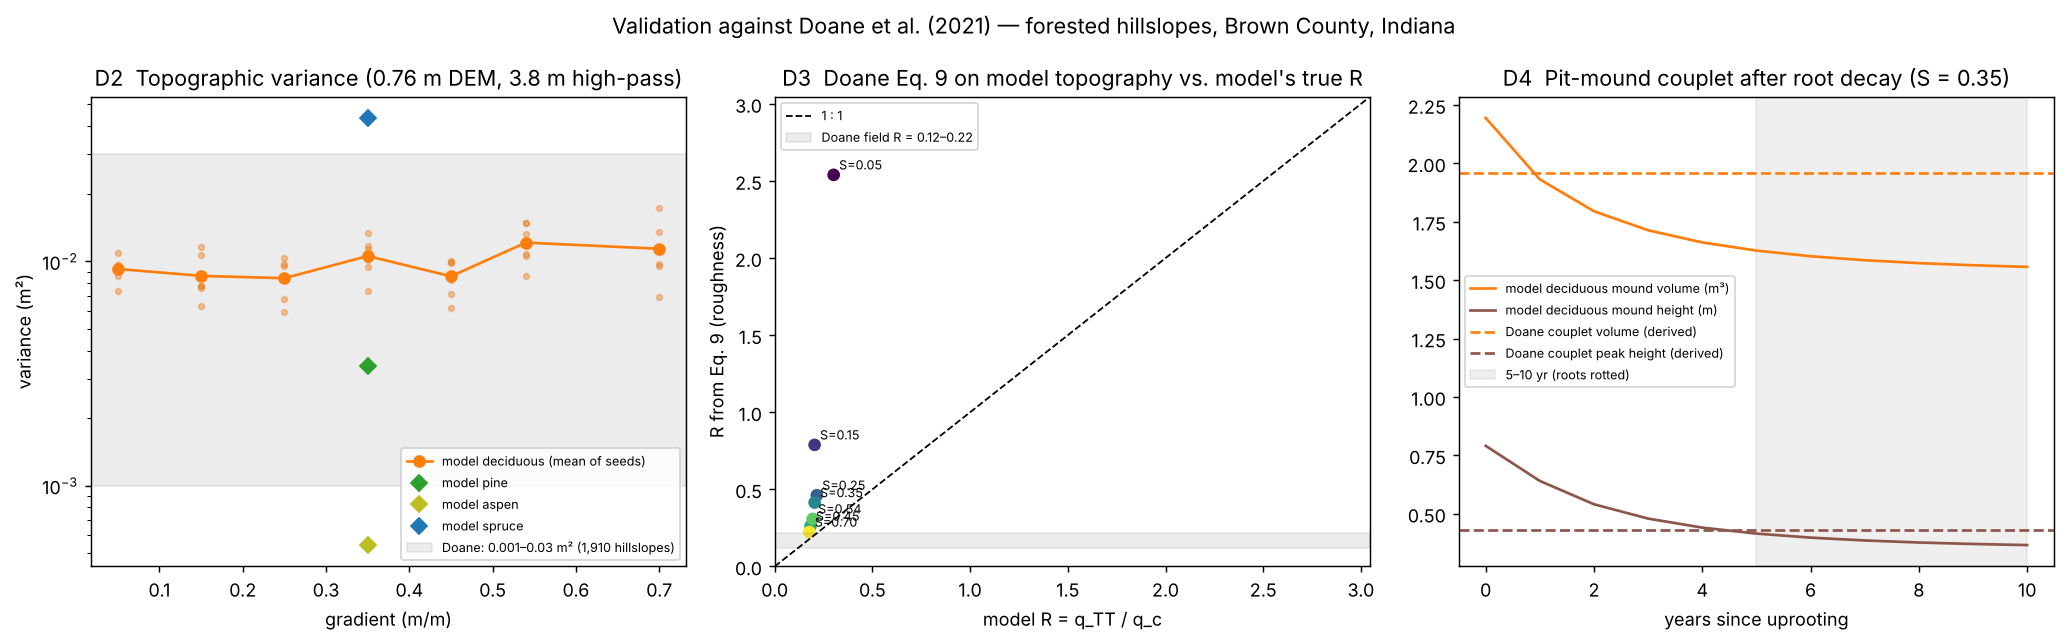 Validation against Doane et al. (2021) — forested hillslopes, Brown County, Indiana
D2  Topographic variance (0.76 m DEM, 3.8 m high-pass)
variance (m²)
10⁻²
10⁻³
0.1 0.2 0.3 0.4 0.5 0.6 0.7
gradient (m/m)
model deciduous (mean of seeds)
model pine
model aspen
model spruce
Doane: 0.001–0.03 m² (1,910 hillslopes)
D3  Doane Eq. 9 on model topography vs. model's true R
R from Eq. 9 (roughness)
3.0
2.5
2.0
1.5
1.0
0.5
0.0
1 : 1
Doane field R = 0.12–0.22
S=0.05
S=0.15
S=0.25
S=0.35
S=0.54
S=0.45
S=0.70
0.0 0.5 1.0 1.5 2.0 2.5 3.0
model R = q_TT / q_c
D4  Pit-mound couplet after root decay (S = 0.35)
2.25
2.00
1.75
1.50
1.25
1.00
0.75
0.50
model deciduous mound volume (m³)
model deciduous mound height (m)
Doane couplet volume (derived)
Doane couplet peak height (derived)
5–10 yr (roots rotted)
0 2 4 6 8 10
years since uprooting